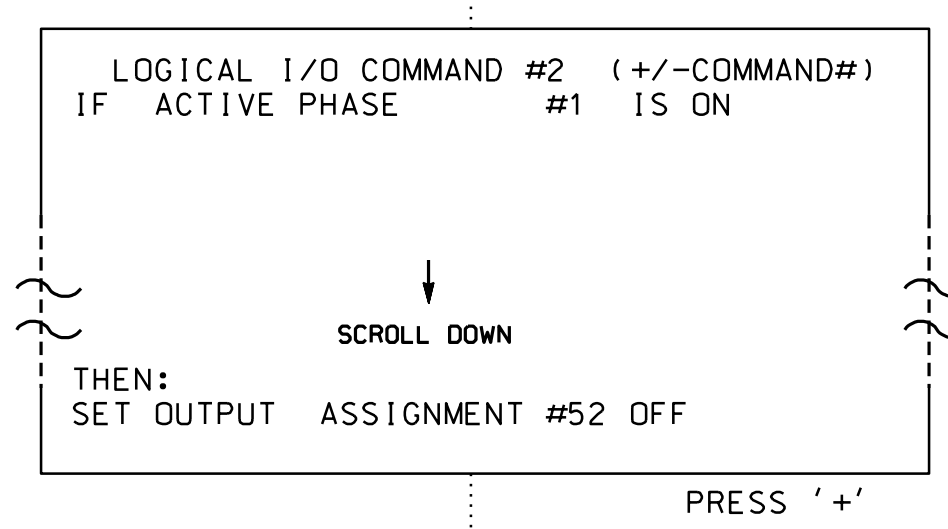 LOGICAL I/O COMMAND #2 (+/-COMMAND#)
IF ACTIVE PHASE #1 IS ON
SCROLL DOWN
THEN:
SET OUTPUT ASSIGNMENT #52 OFF
PRESS '+'